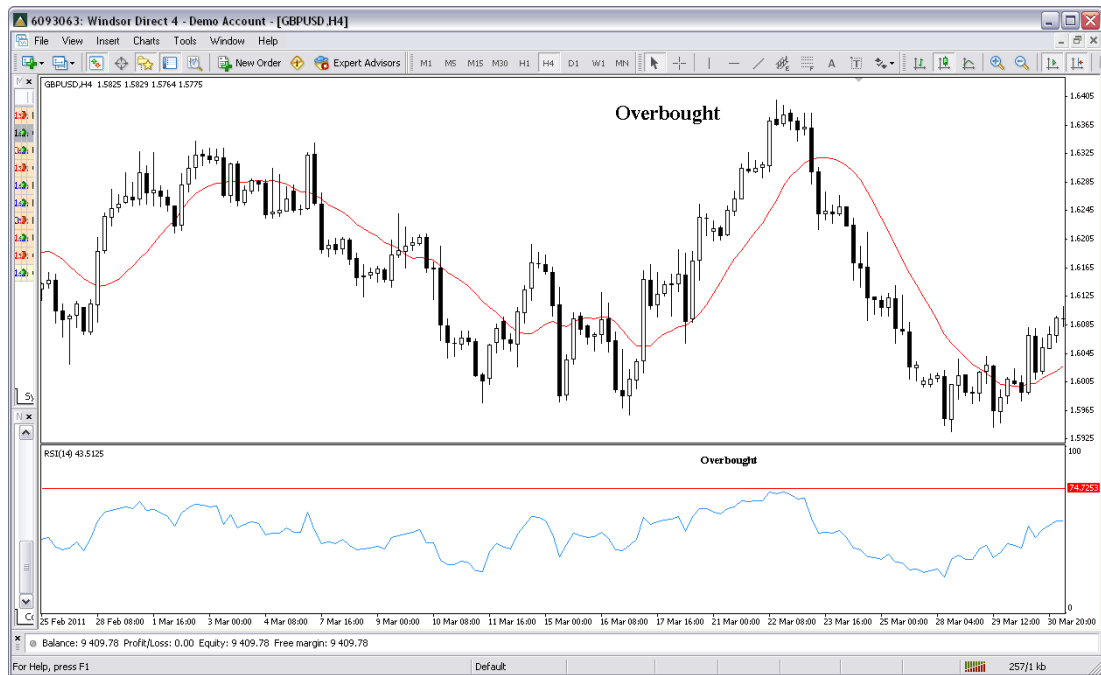 6093063: Windsor Direct 4 - Demo Account - [GBPUSD,H4]
File View Insert Charts Tools Window Help
New Order Expert Advisors M1 M5 M15 M30 H1 H4 D1 W1 MN A T
GBPUSD,H4 1.5825 1.5829 1.5764 1.5775
Overbought
1.6405
1.6365
1.6325
1.6285
1.6245
1.6205
1.6165
1.6125
1.6085
1.6045
1.6005
1.5965
1.5925
Sy
RSI(14) 43.5125
Overbought
100
74.7253
0
25 Feb 2011 28 Feb 08:00 1 Mar 16:00 3 Mar 00:00 4 Mar 08:00 7 Mar 16:00 9 Mar 00:00 10 Mar 08:00 11 Mar 16:00 15 Mar 00:00 16 Mar 08:00 17 Mar 16:00 21 Mar 00:00 22 Mar 08:00 23 Mar 16:00 25 Mar 00:00 28 Mar 04:00 29 Mar 12:00 30 Mar 20:00
Balance: 9 409.78 Profit/Loss: 0.00 Equity: 9 409.78 Free margin: 9 409.78
For Help, press F1 Default 257/1 kb